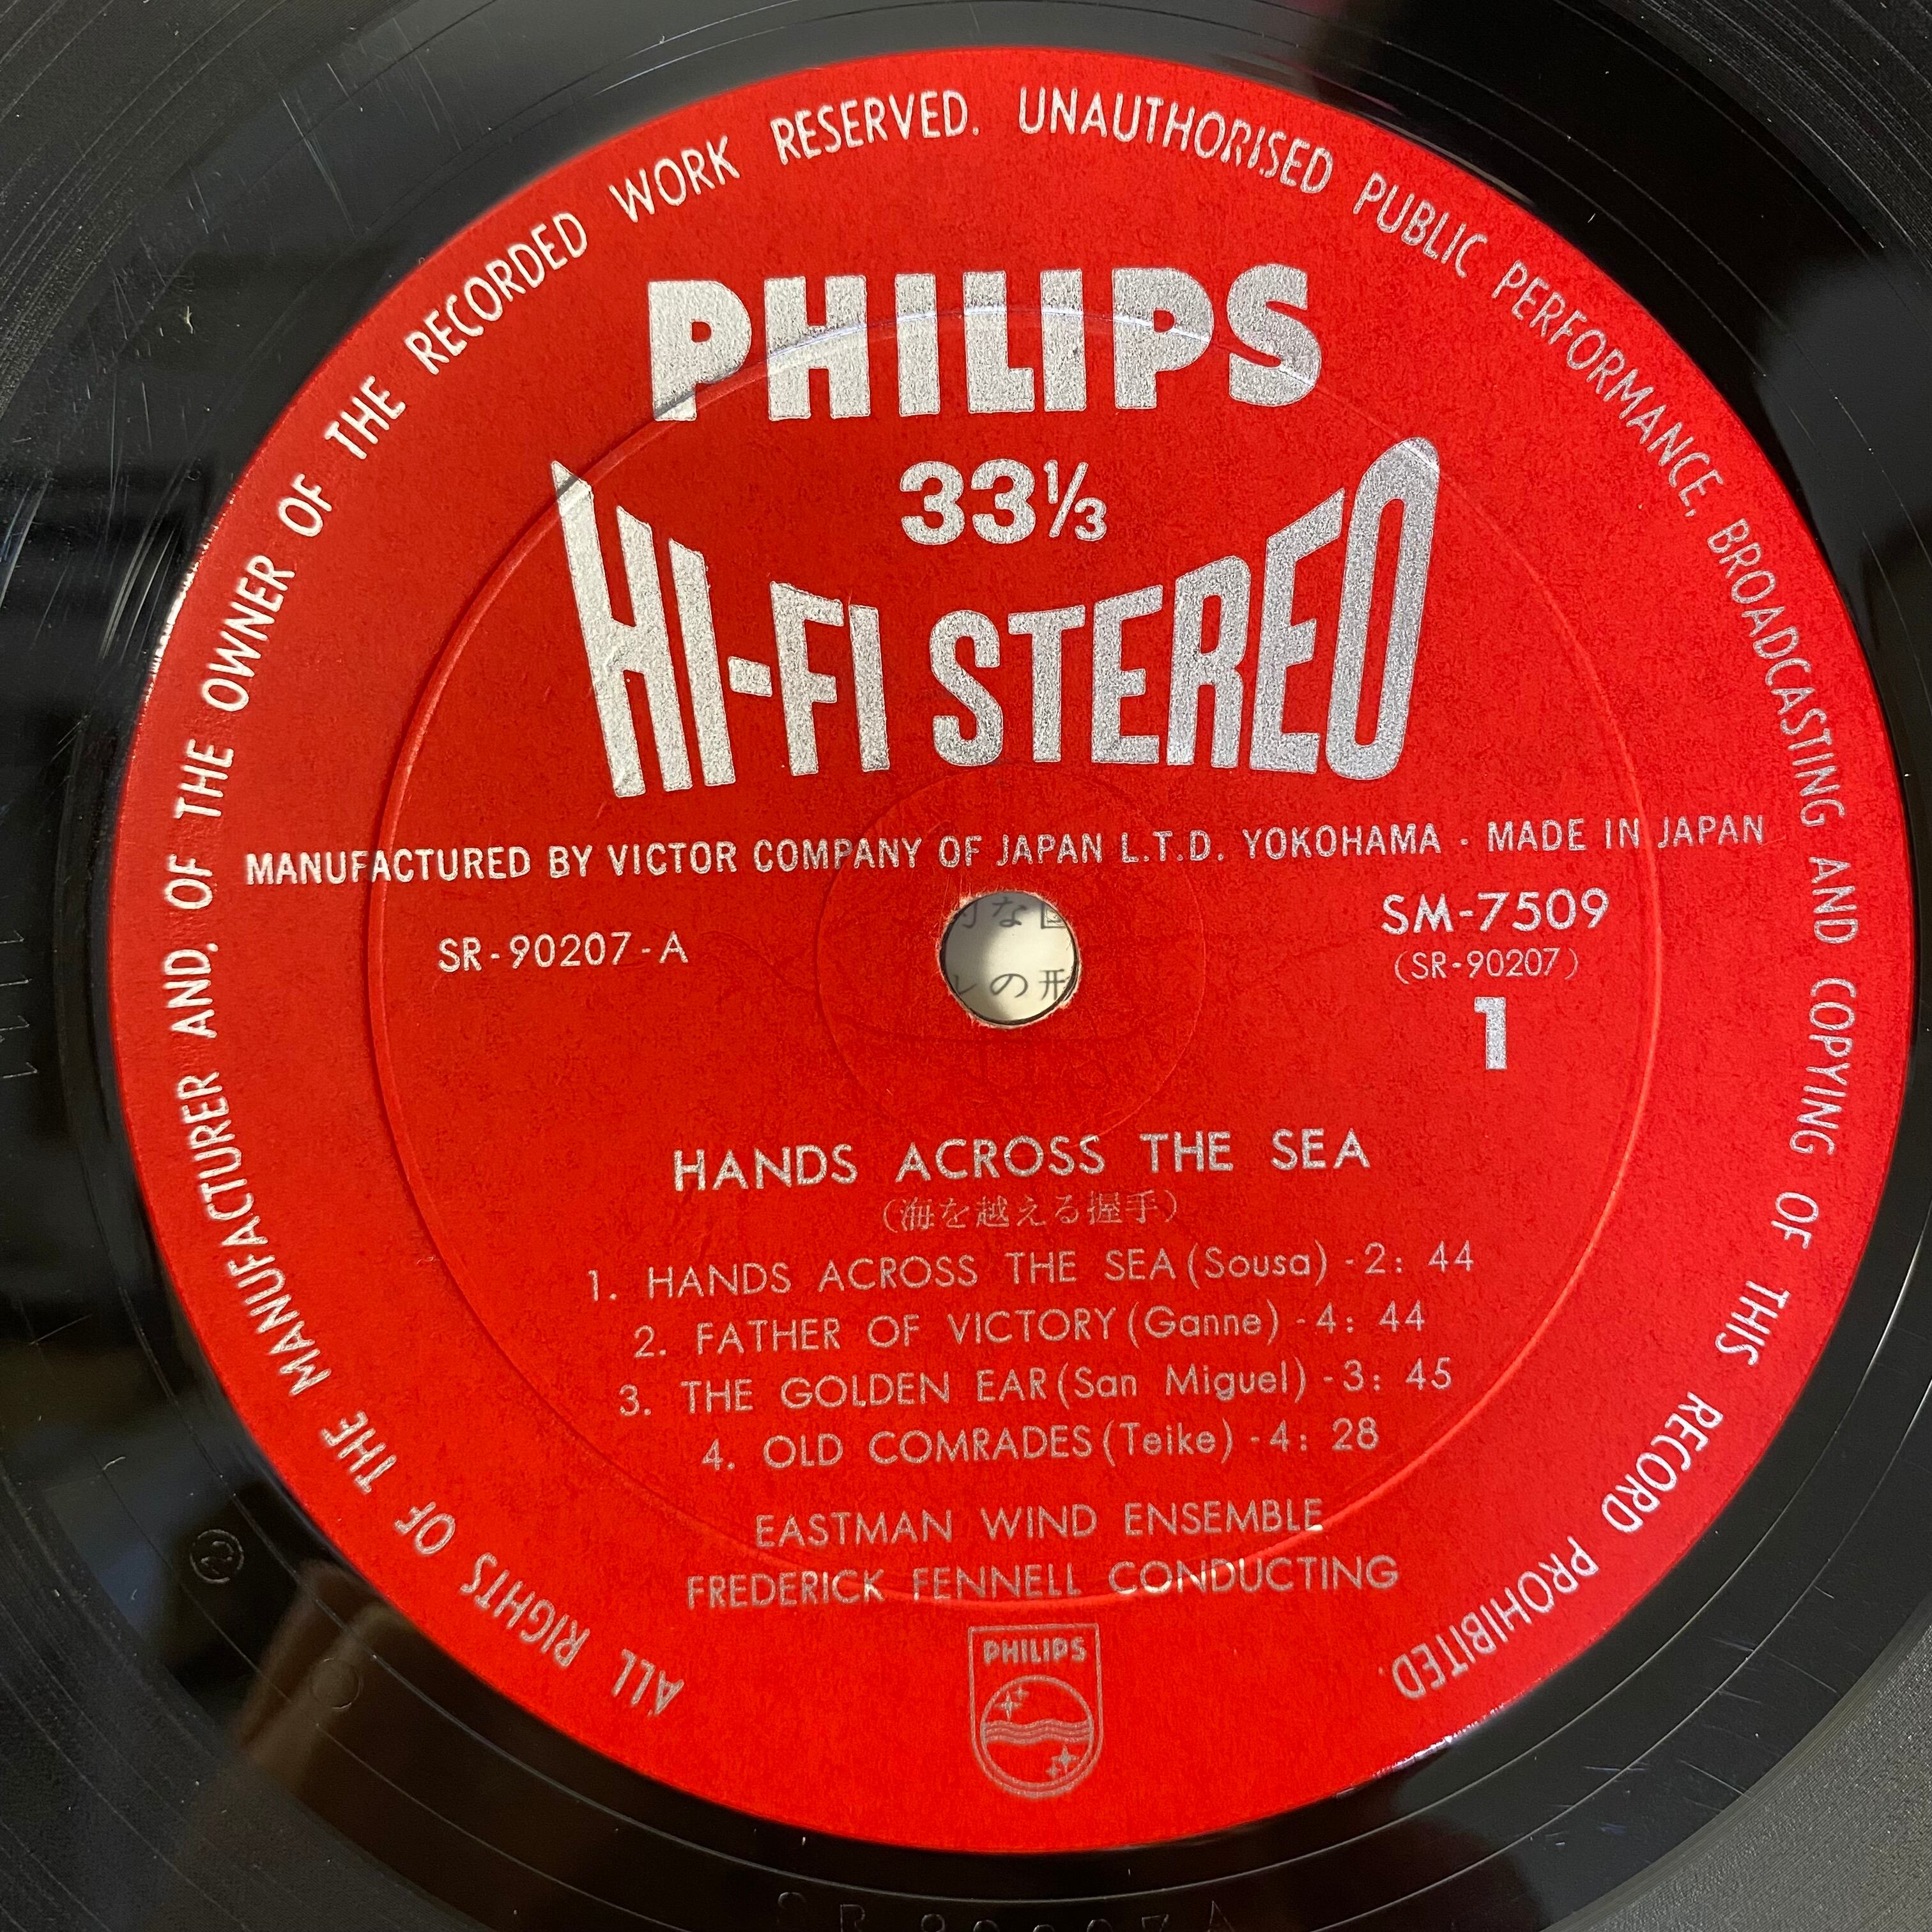 ALL RIGHTS OF THE MANUFACTURER AND, OF THE OWNER OF THE RECORDED WORK RESERVED. UNAUTHORISED PUBLIC PERFORMANCE, BROADCASTING AND COPYING OF THIS RECORD PROHIBITED.
PHILIPS
33⅓
HI-FI STEREO
MANUFACTURED BY VICTOR COMPANY OF JAPAN L.T.D. YOKOHAMA · MADE IN JAPAN
SR-90207-A
SM-7509
(SR-90207)
1
な
の形
HANDS ACROSS THE SEA
(海を越える握手)
1. HANDS ACROSS THE SEA (Sousa) - 2: 44
2. FATHER OF VICTORY (Ganne) - 4: 44
3. THE GOLDEN EAR (San Miguel) - 3: 45
4. OLD COMRADES (Teike) - 4: 28
EASTMAN WIND ENSEMBLE
FREDERICK FENNELL CONDUCTING
PHILIPS